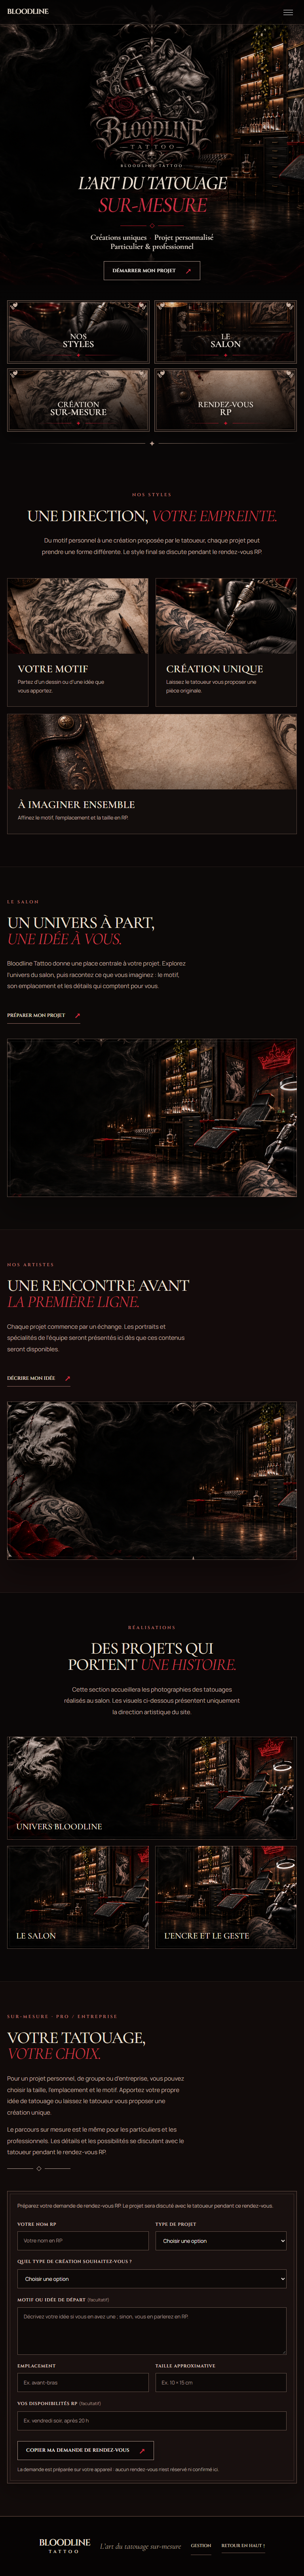 BLOODLINE
BLOODLINE
TATTOO
BLOODLINE TATTOO
L'ART DU TATOUAGE
SUR-MESURE
Créations uniques Projet personnalisé
Particulier & professionnel
DÉMARRER MON PROJET ↗
NOS
STYLES
LE
SALON
CRÉATION
SUR-MESURE
RENDEZ-VOUS
RP
NOS STYLES
UNE DIRECTION, VOTRE EMPREINTE.
Du motif personnel à une création proposée par le tatoueur, chaque projet peut
prendre une forme différente. Le style final se discute pendant le rendez-vous RP.
VOTRE MOTIF
Partez d'un dessin ou d'une idée que
vous apportez.
CRÉATION UNIQUE
Laissez le tatoueur vous proposer une
pièce originale.
À IMAGINER ENSEMBLE
Affinez le motif, l'emplacement et la taille en RP.
LE SALON
UN UNIVERS À PART,
UNE IDÉE À VOUS.
Bloodline Tattoo donne une place centrale à votre projet. Explorez
l'univers du salon, puis racontez ce que vous imaginez : le motif,
son emplacement et les détails qui comptent pour vous.
PRÉPARER MON PROJET ↗
NOS ARTISTES
UNE RENCONTRE AVANT
LA PREMIÈRE LIGNE.
Chaque projet commence par un échange. Les portraits et
spécialités de l'équipe seront présentés ici dès que ces contenus
seront disponibles.
DÉCRIRE MON IDÉE ↗
RÉALISATIONS
DES PROJETS QUI
PORTENT UNE HISTOIRE.
Cette section accueillera les photographies des tatouages
réalisés au salon. Les visuels ci-dessous présentent uniquement
la direction artistique du site.
UNIVERS BLOODLINE
LE SALON
L'ENCRE ET LE GESTE
SUR-MESURE · PRO / ENTREPRISE
VOTRE TATOUAGE,
VOTRE CHOIX.
Pour un projet personnel, de groupe ou d'entreprise, vous pouvez
choisir la taille, l'emplacement et le motif. Apportez votre propre
idée de tatouage ou laissez le tatoueur vous proposer une
création unique.
Le parcours sur mesure est le même pour les particuliers et les
professionnels. Les détails et les possibilités se discutent avec le
tatoueur pendant le rendez-vous RP.
Préparez votre demande de rendez-vous RP. Le projet sera discuté avec le tatoueur pendant ce rendez-vous.
VOTRE NOM RP
Votre nom en RP
TYPE DE PROJET
Choisir une option
QUEL TYPE DE CRÉATION SOUHAITEZ-VOUS ?
Choisir une option
MOTIF OU IDÉE DE DÉPART (facultatif)
Décrivez votre idée si vous en avez une ; sinon, vous en parlerez en RP.
EMPLACEMENT
Ex. avant-bras
TAILLE APPROXIMATIVE
Ex. 10 × 15 cm
VOS DISPONIBILITÉS RP (facultatif)
Ex. vendredi soir, après 20 h
COPIER MA DEMANDE DE RENDEZ-VOUS ↗
La demande est préparée sur votre appareil : aucun rendez-vous n'est réservé ni confirmé ici.
BLOODLINE
TATTOO
L'art du tatouage sur-mesure
GESTION
RETOUR EN HAUT ↑